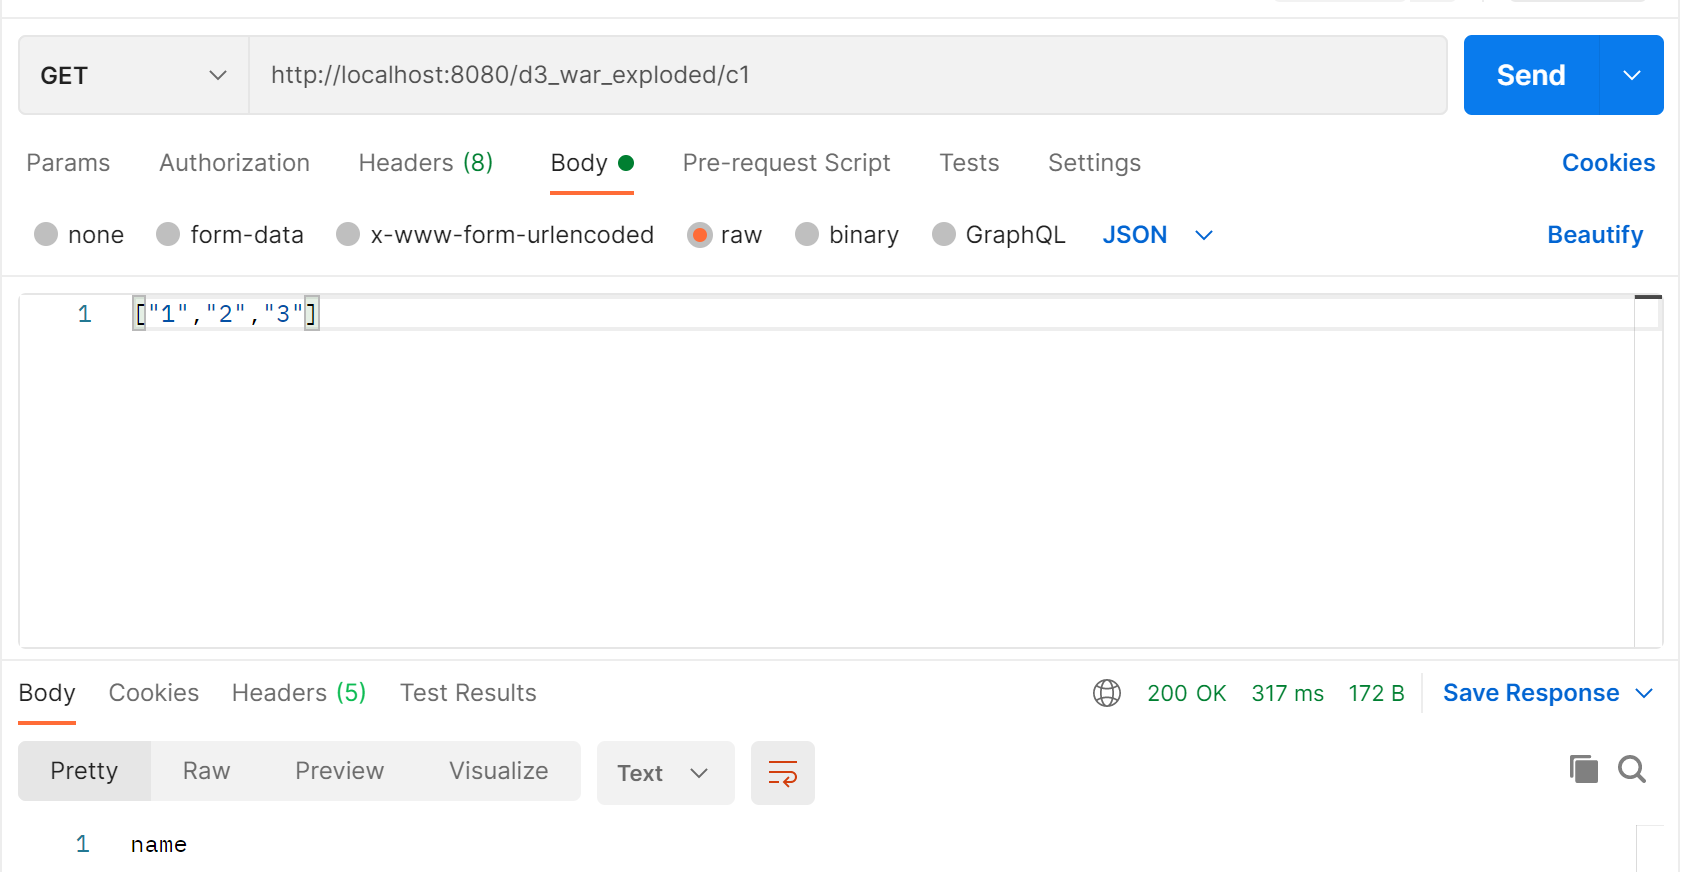 GET http://localhost:8080/d3_war_exploded/c1 Send
Params Authorization Headers (8) Body Pre-request Script Tests Settings Cookies
none form-data x-www-form-urlencoded raw binary GraphQL JSON Beautify
1 ["1","2","3"]
Body Cookies Headers (5) Test Results 200 OK 317 ms 172 B Save Response
Pretty Raw Preview Visualize Text
1 name